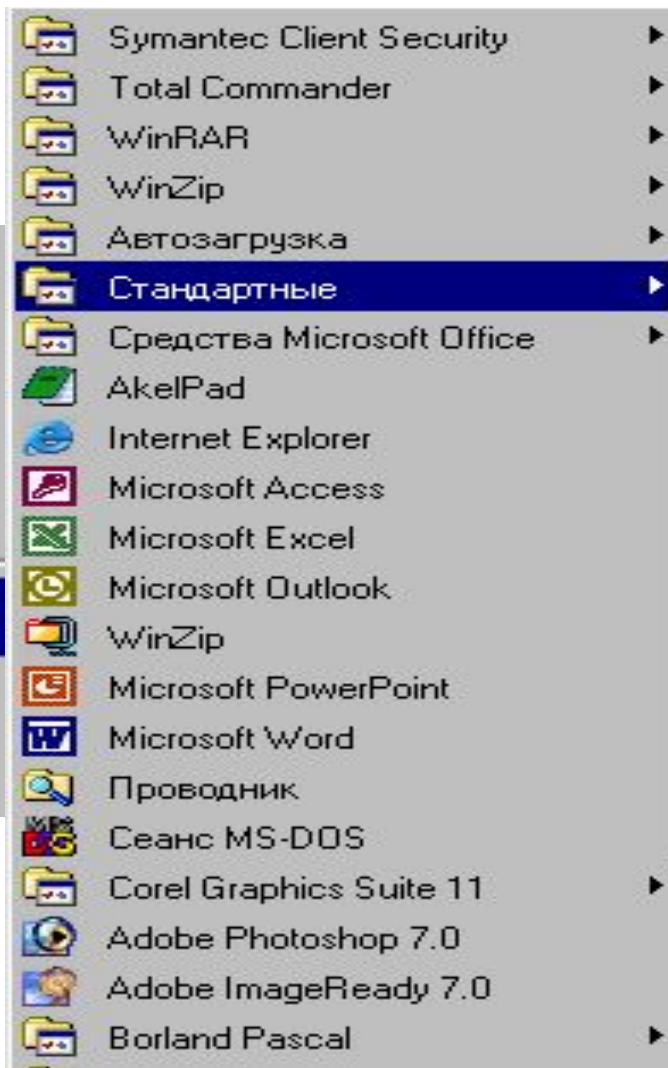 Symantec Client Security
Total Commander
WinRAR
WinZip
Автозагрузка
Стандартные
Средства Microsoft Office
AkelPad
Internet Explorer
Microsoft Access
Microsoft Excel
Microsoft Outlook
WinZip
Microsoft PowerPoint
Microsoft Word
Проводник
Сеанс MS-DOS
Corel Graphics Suite 11
Adobe Photoshop 7.0
Adobe ImageReady 7.0
Borland Pascal